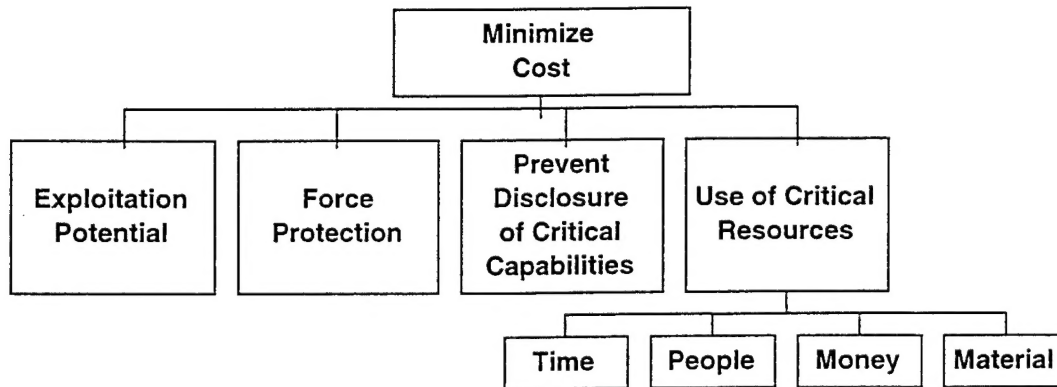 Minimize
Cost
Exploitation
Potential
Force
Protection
Prevent
Disclosure
of Critical
Capabilities
Use of Critical
Resources
Time
People
Money
Material